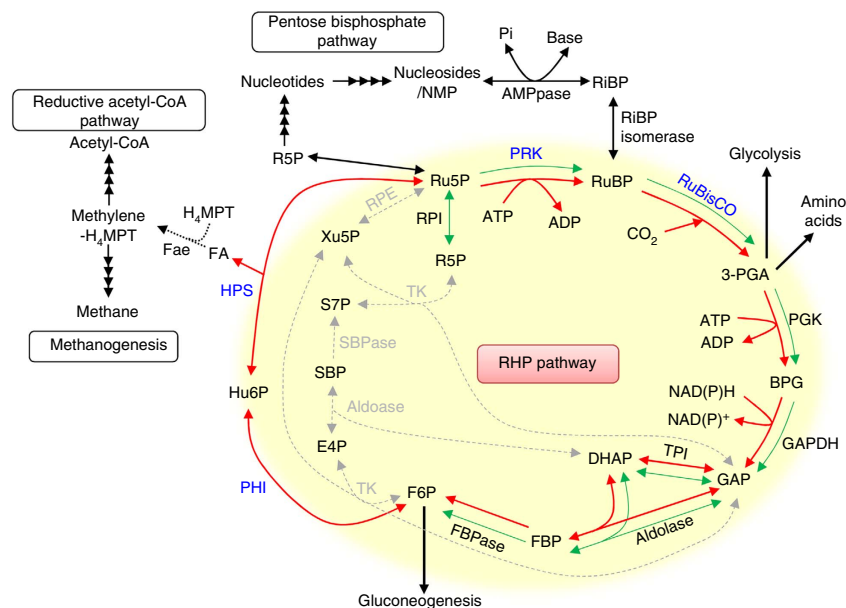 Pentose bisphosphate
pathway
Pi
Base
Nucleotides
Nucleosides
/NMP
AMPpase
RiBP
Reductive acetyl-CoA
pathway
Acetyl-CoA
RiBP
isomerase
R5P
Glycolysis
PRK
Ru5P
RuBP
RuBisCO
RPE
RPI
ATP
ADP
Amino
acids
H4MPT
Methylene
-H4MPT
Fae
FA
Xu5P
CO2
R5P
3-PGA
HPS
TK
S7P
ATP
ADP
PGK
Methane
SBPase
Methanogenesis
RHP pathway
SBP
BPG
Hu6P
NAD(P)H
Aldoase
NAD(P)+
E4P
GAPDH
DHAP
TPI
GAP
PHI
TK
F6P
FBPase
FBP
Aldolase
Gluconeogenesis